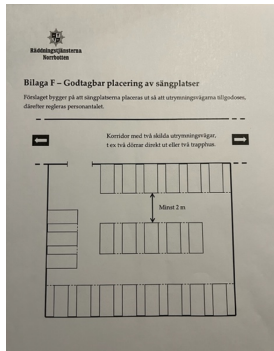 Räddningstjänsterna
Norrbotten
Bilaga F – Godtagbar placering av sängplatser
Förslaget bygger på att sängplatserna placeras ut så att utrymningsvägarna tillgodoses,
därefter regleras personantalet.
Korridor med två skilda utrymningsvägar,
t ex två dörrar direkt ut eller två trapphus.
Minst 2 m